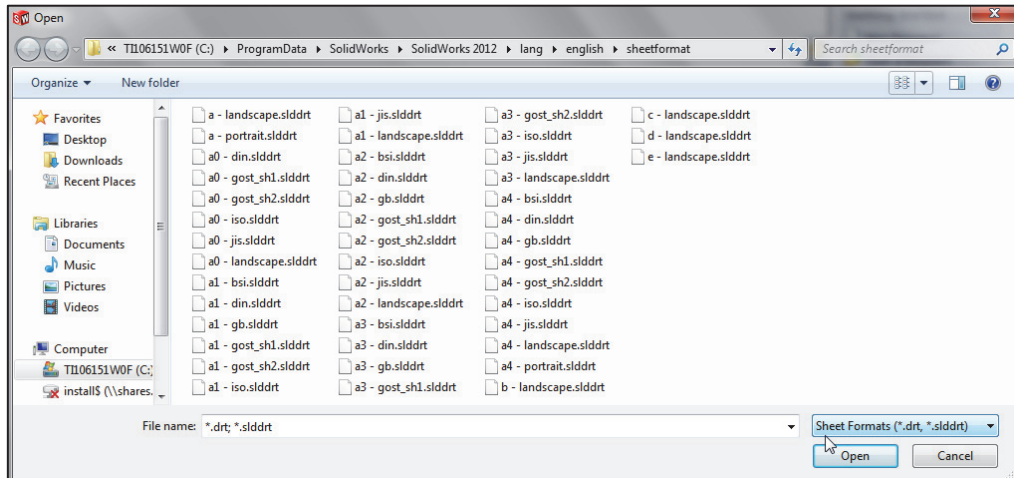 Open
« TI106151W0F (C:) ▸ ProgramData ▸ SolidWorks ▸ SolidWorks 2012 ▸ lang ▸ english ▸ sheetformat
Search sheetformat
Organize
New folder
Favorites
Desktop
Downloads
Recent Places
Libraries
Documents
Music
Pictures
Videos
Computer
TI106151W0F (C:)
install$ (\\shares.
a - landscape.slddrt
a - portrait.slddrt
a0 - din.slddrt
a0 - gost_sh1.slddrt
a0 - gost_sh2.slddrt
a0 - iso.slddrt
a0 - jis.slddrt
a0 - landscape.slddrt
a1 - bsi.slddrt
a1 - din.slddrt
a1 - gb.slddrt
a1 - gost_sh1.slddrt
a1 - gost_sh2.slddrt
a1 - iso.slddrt
a1 - jis.slddrt
a1 - landscape.slddrt
a2 - bsi.slddrt
a2 - din.slddrt
a2 - gb.slddrt
a2 - gost_sh1.slddrt
a2 - gost_sh2.slddrt
a2 - iso.slddrt
a2 - jis.slddrt
a2 - landscape.slddrt
a3 - bsi.slddrt
a3 - din.slddrt
a3 - gb.slddrt
a3 - gost_sh1.slddrt
a3 - gost_sh2.slddrt
a3 - iso.slddrt
a3 - jis.slddrt
a3 - landscape.slddrt
a4 - bsi.slddrt
a4 - din.slddrt
a4 - gb.slddrt
a4 - gost_sh1.slddrt
a4 - gost_sh2.slddrt
a4 - iso.slddrt
a4 - jis.slddrt
a4 - landscape.slddrt
a4 - portrait.slddrt
b - landscape.slddrt
c - landscape.slddrt
d - landscape.slddrt
e - landscape.slddrt
File name: *.drt; *.slddrt
Sheet Formats (*.drt, *.slddrt)
Open
Cancel